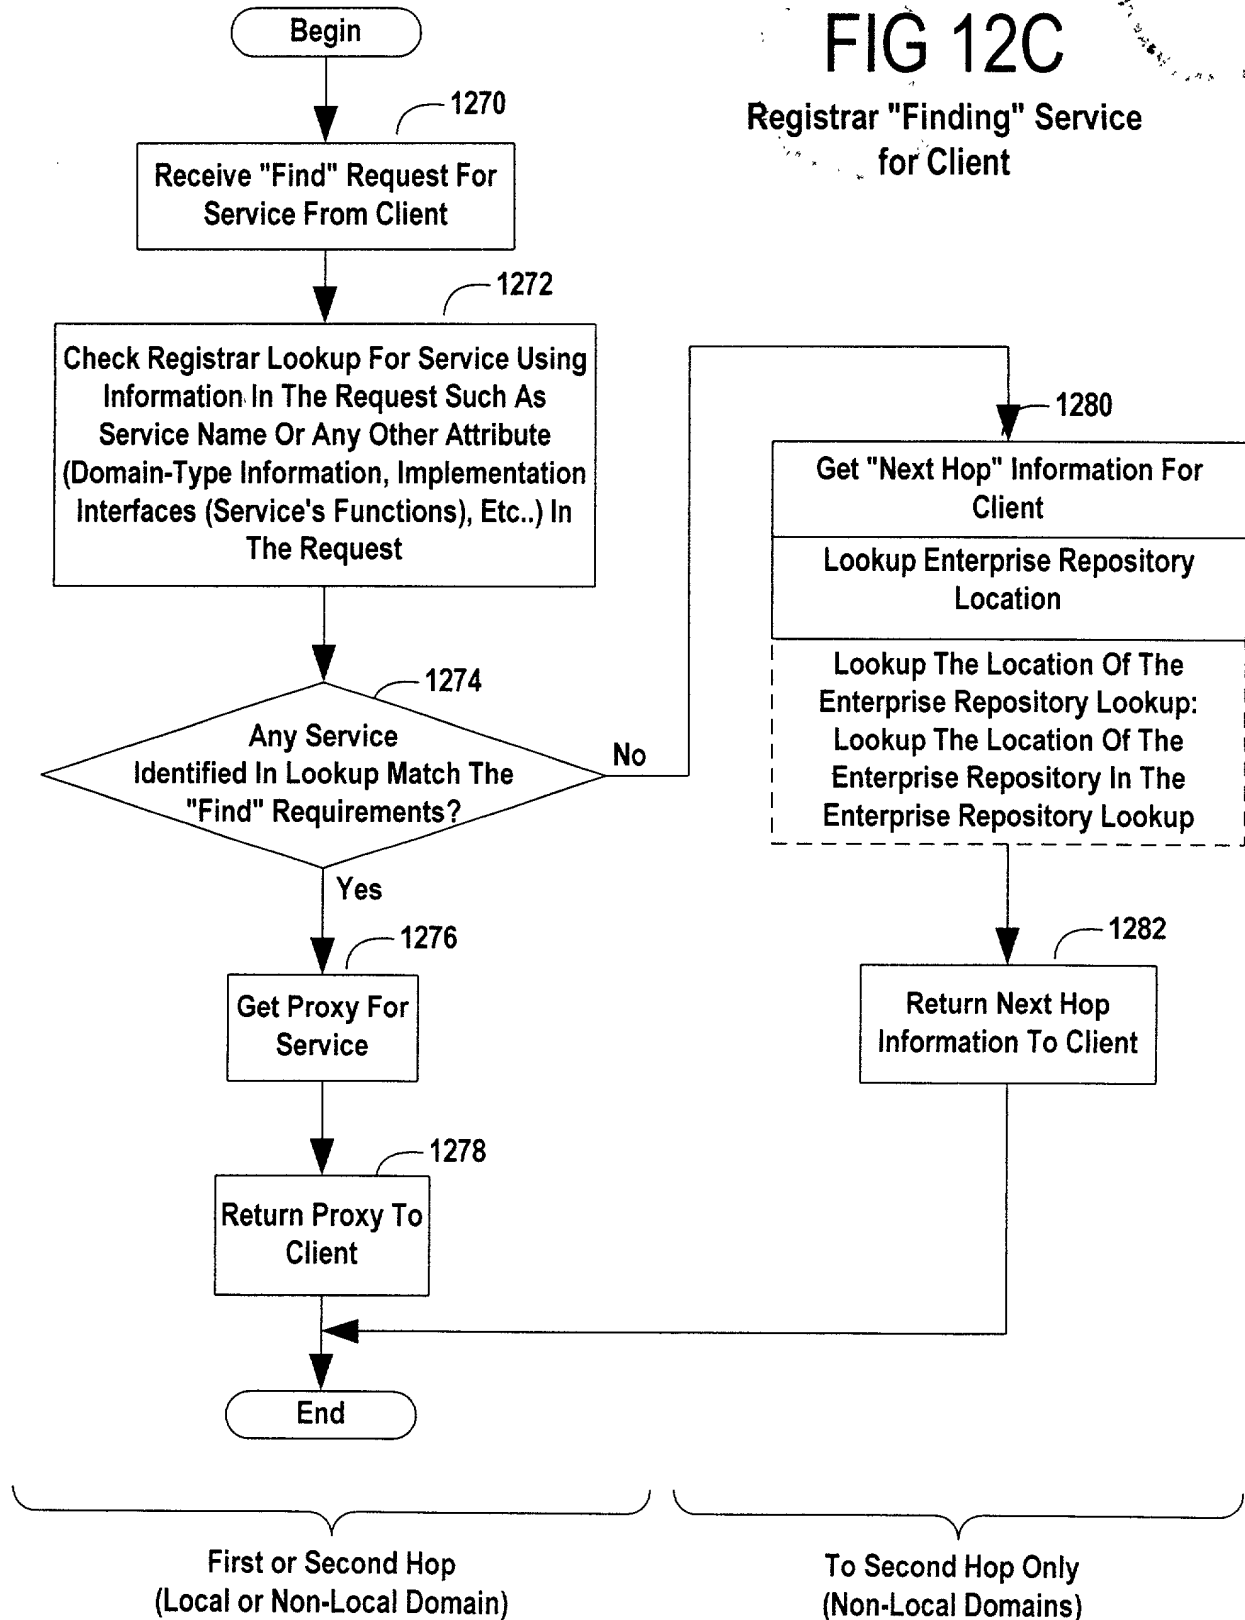 Begin
FIG 12C
Registrar "Finding" Service
for Client
1270
Receive "Find" Request For
Service From Client
1272
Check Registrar Lookup For Service Using
Information In The Request Such As
Service Name Or Any Other Attribute
(Domain-Type Information, Implementation
Interfaces (Service's Functions), Etc..) In
The Request
1274
Any Service
Identified In Lookup Match The
"Find" Requirements?
No
Yes
1276
Get Proxy For
Service
1278
Return Proxy To
Client
End
1280
Get "Next Hop" Information For
Client
Lookup Enterprise Repository
Location
Lookup The Location Of The
Enterprise Repository Lookup:
Lookup The Location Of The
Enterprise Repository In The
Enterprise Repository Lookup
1282
Return Next Hop
Information To Client
First or Second Hop
(Local or Non-Local Domain)
To Second Hop Only
(Non-Local Domains)